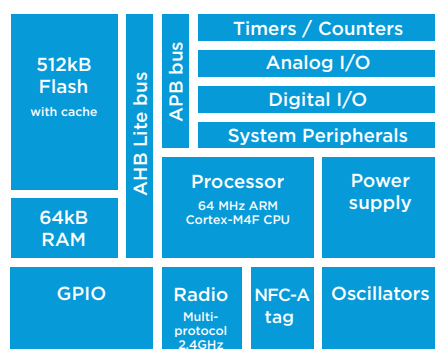 512kB
Flash
with cache
AHB Lite bus
APB bus
Timers / Counters
Analog I/O
Digital I/O
System Peripherals
64kB
RAM
Processor
64 MHz ARM
Cortex-M4F CPU
Power
supply
GPIO
Radio
Multi-
protocol
2.4GHz
NFC-A
tag
Oscillators